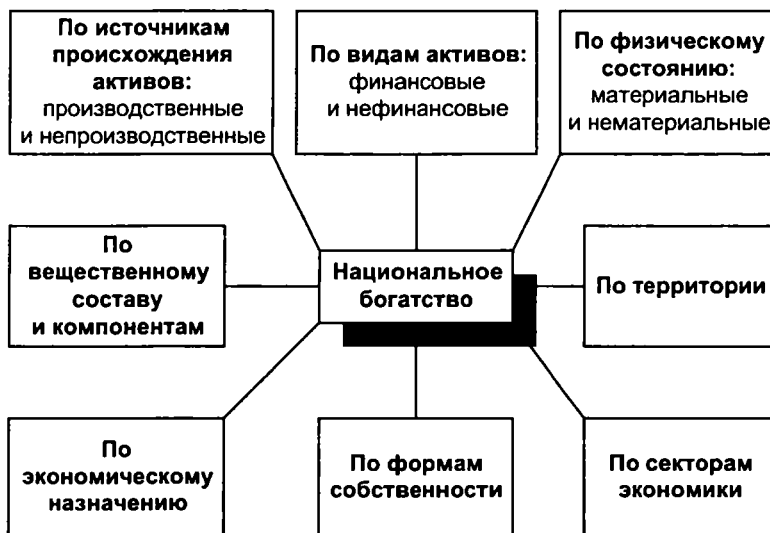 По источникам
происхождения
активов:
производственные
и непроизводственные
По видам активов:
финансовые
и нефинансовые
По физическому
состоянию:
материальные
и нематериальные
По
вещественному
составу
и компонентам
Национальное
богатство
По территории
По
экономическому
назначению
По формам
собственности
По секторам
экономики